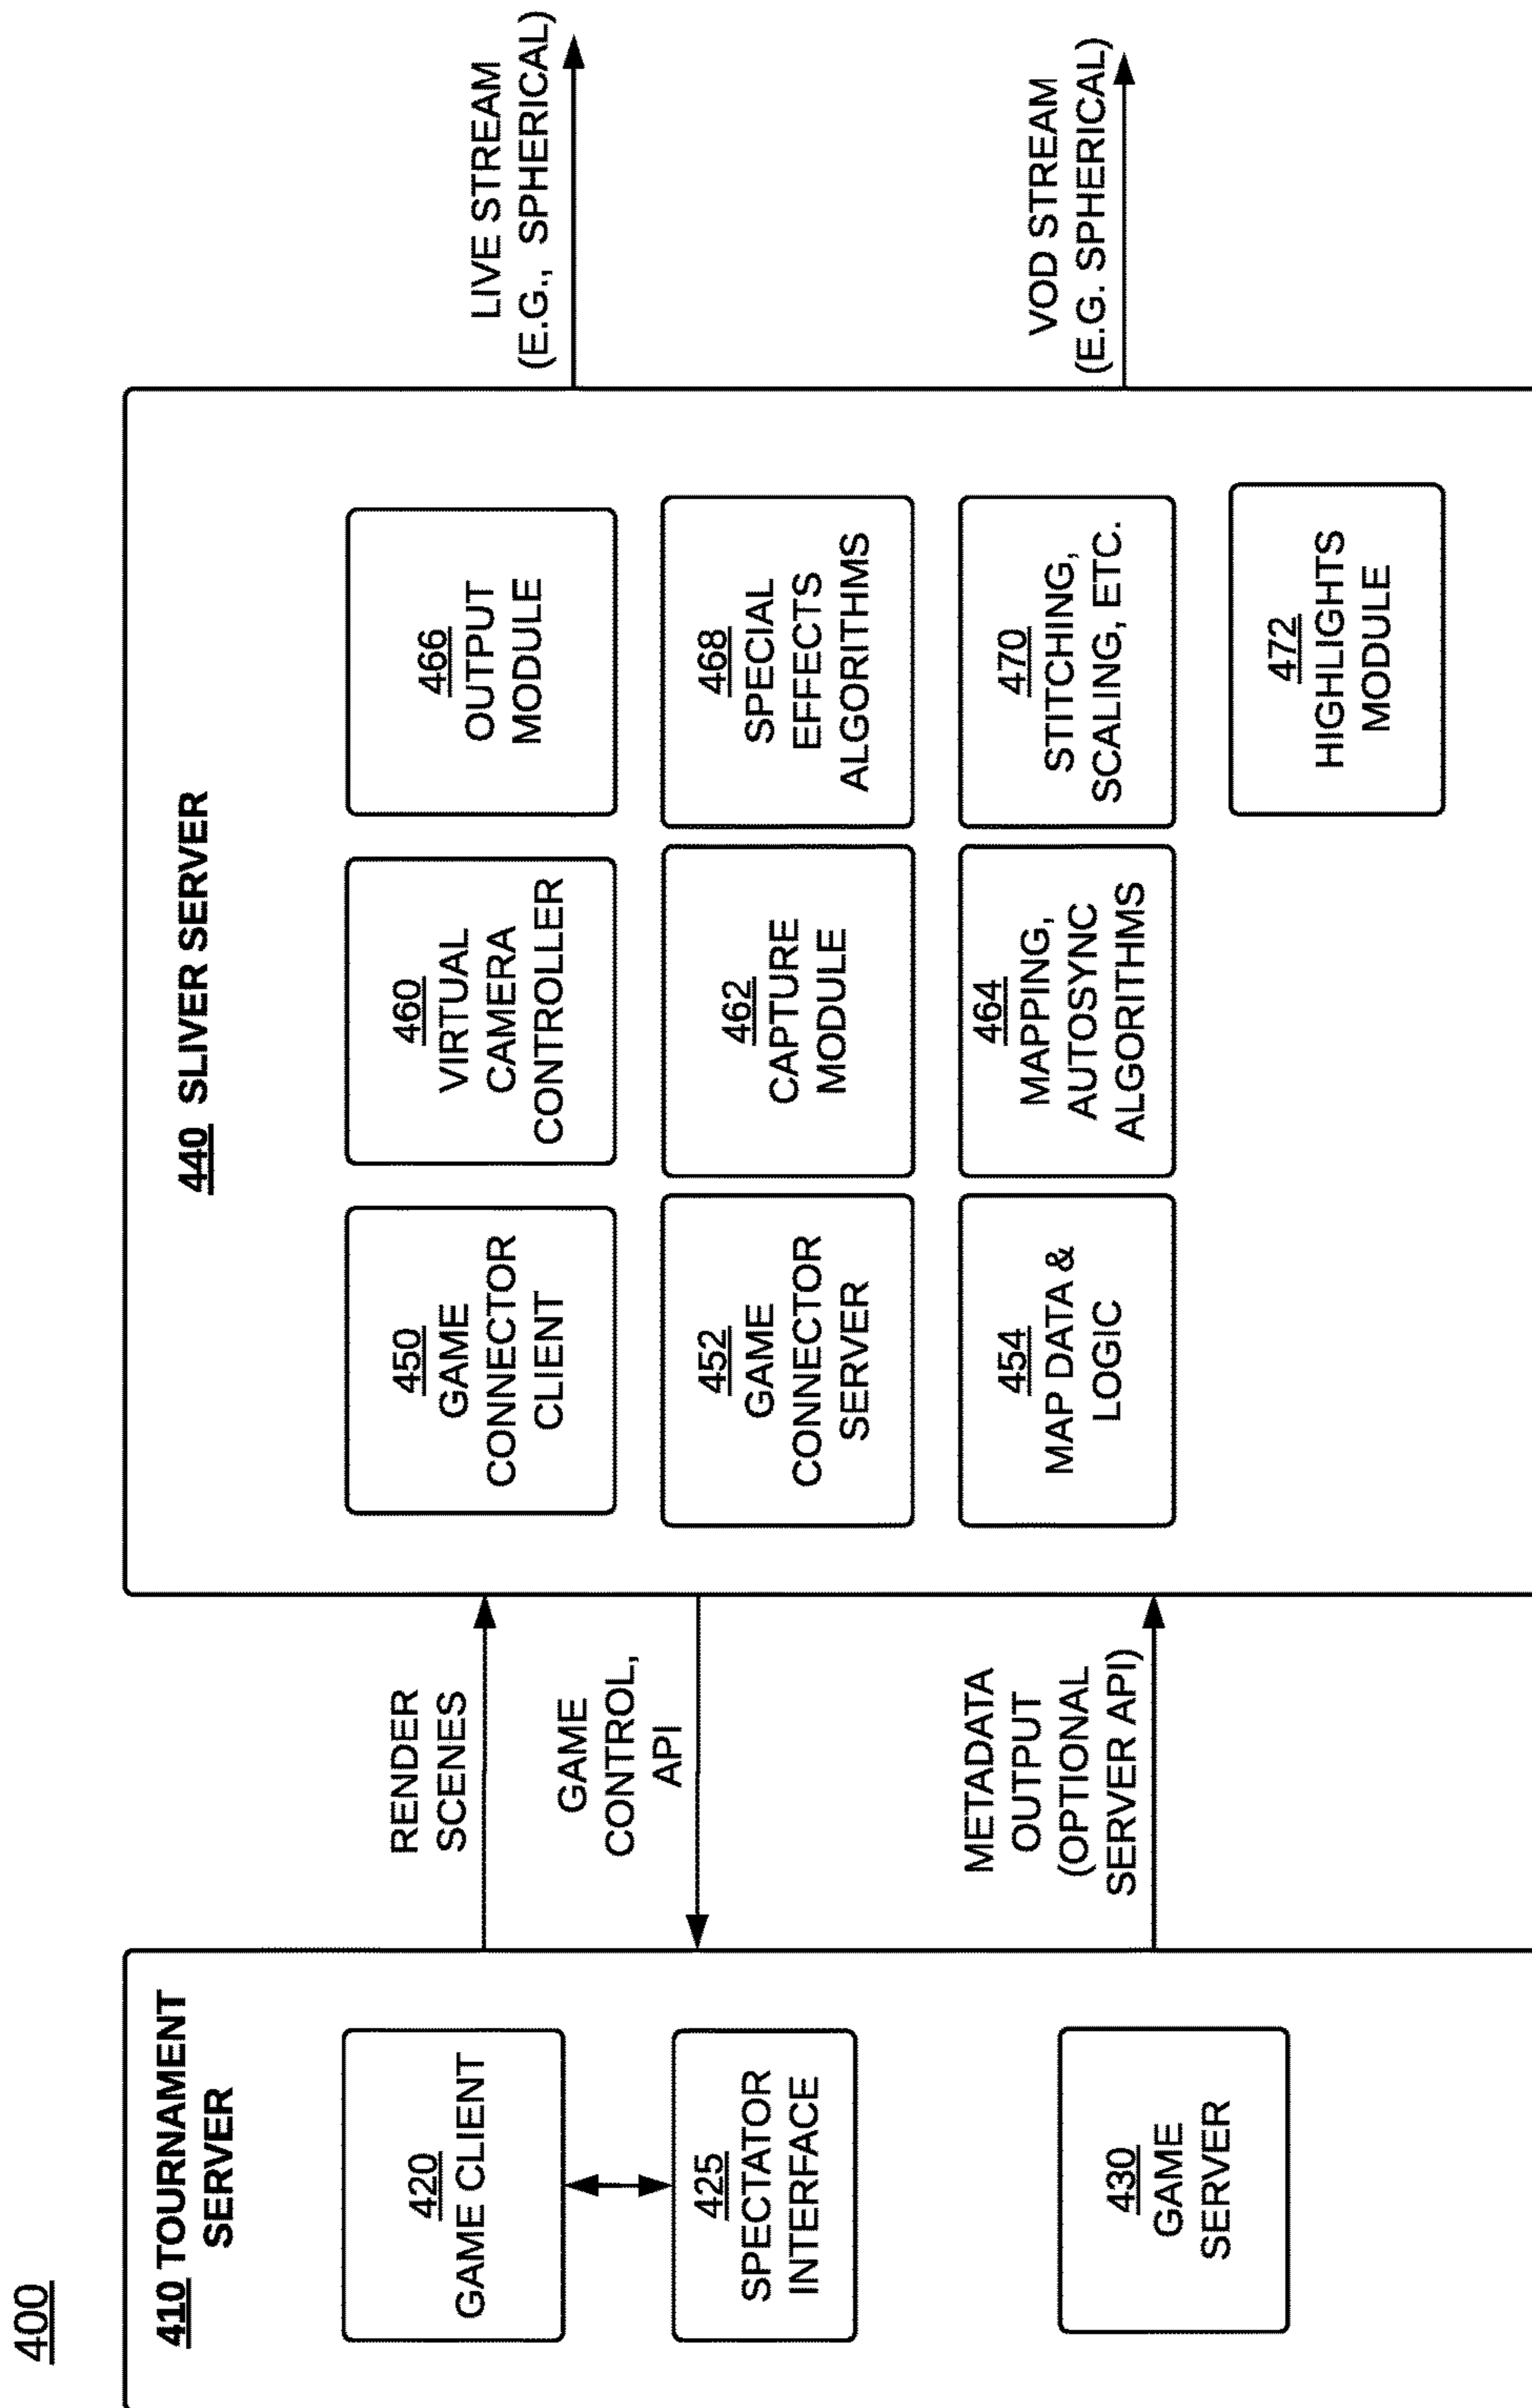 400
410 TOURNAMENT
SERVER
420
GAME CLIENT
425
SPECTATOR
INTERFACE
430
GAME
SERVER
RENDER
SCENES
GAME
CONTROL,
API
METADATA
OUTPUT
(OPTIONAL
SERVER API)
440 SLIVER SERVER
450
GAME
CONNECTOR
CLIENT
460
VIRTUAL
CAMERA
CONTROLLER
466
OUTPUT
MODULE
452
GAME
CONNECTOR
SERVER
462
CAPTURE
MODULE
468
SPECIAL
EFFECTS
ALGORITHMS
454
MAP DATA &
LOGIC
464
MAPPING,
AUTOSYNC
ALGORITHMS
470
STITCHING,
SCALING, ETC.
472
HIGHLIGHTS
MODULE
LIVE STREAM
(E.G., SPHERICAL)
VOD STREAM
(E.G. SPHERICAL)